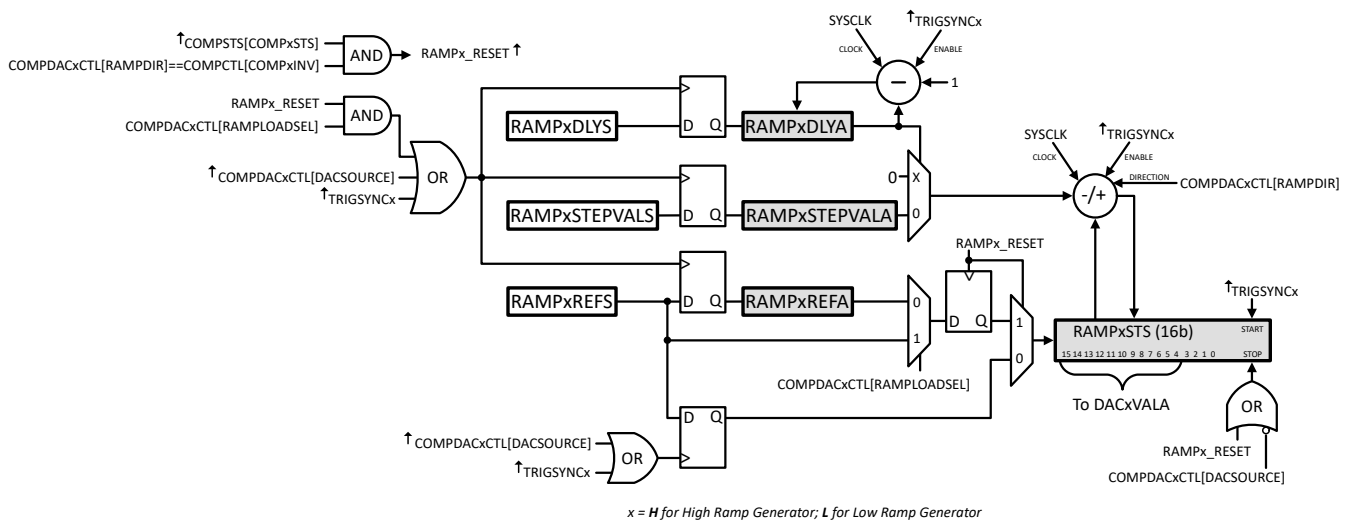 ↑COMPSTS[COMPxSTS]
COMPDACxCTL[RAMPDIR]==COMPCTL[COMPxINV]
AND
RAMPx_RESET ↑
RAMPx_RESET
COMPDACxCTL[RAMPLOADSEL]
AND
↑COMPDACxCTL[DACSOURCE]
↑TRIGSYNCx
OR
RAMPxDLYS
D Q
RAMPxDLYA
SYSCLK
CLOCK
↑TRIGSYNCx
ENABLE
−
1
RAMPxSTEPVALS
D Q
RAMPxSTEPVALA
0
x
0
SYSCLK
CLOCK
↑TRIGSYNCx
ENABLE
DIRECTION
COMPDACxCTL[RAMPDIR]
-/+
RAMPxREFS
D Q
RAMPxREFA
0
1
COMPDACxCTL[RAMPLOADSEL]
RAMPx_RESET
D Q
1
0
↑TRIGSYNCx
RAMPxSTS (16b)
START
15 14 13 12 11 10 9 8 7 6 5 4 3 2 1 0
STOP
To DACxVALA
OR
RAMPx_RESET
COMPDACxCTL[DACSOURCE]
D Q
↑COMPDACxCTL[DACSOURCE]
↑TRIGSYNCx
OR
x = H for High Ramp Generator; L for Low Ramp Generator